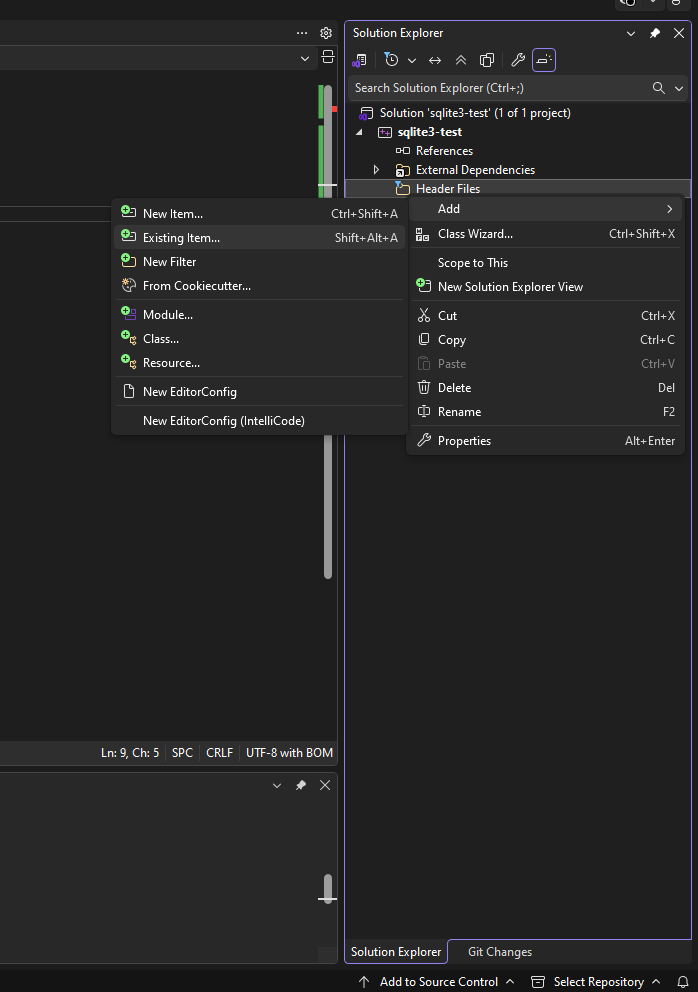 Solution Explorer
Search Solution Explorer (Ctrl+;)
Solution 'sqlite3-test' (1 of 1 project)
sqlite3-test
References
External Dependencies
Header Files
New Item... Ctrl+Shift+A
Existing Item... Shift+Alt+A
New Filter
From Cookiecutter...
Module...
Class...
Resource...
New EditorConfig
New EditorConfig (IntelliCode)
Add
Class Wizard... Ctrl+Shift+X
Scope to This
New Solution Explorer View
Cut Ctrl+X
Copy Ctrl+C
Paste Ctrl+V
Delete Del
Rename F2
Properties Alt+Enter
Ln: 9, Ch: 5 SPC CRLF UTF-8 with BOM
Solution Explorer Git Changes
Add to Source Control Select Repository